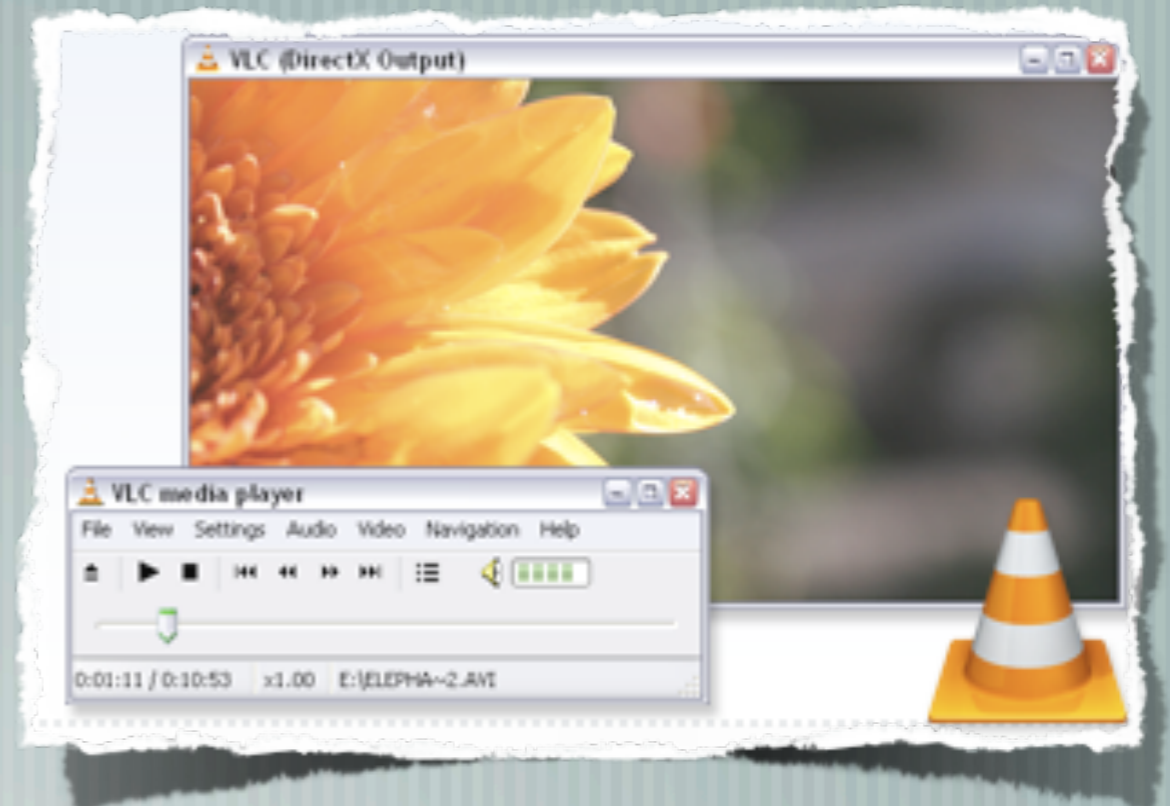 VLC (DirectX Output)
VLC media player
File View Settings Audio Video Navigation Help
0:01:11 / 0:10:53 x1.00 E:\ELEPHA~2.AVI